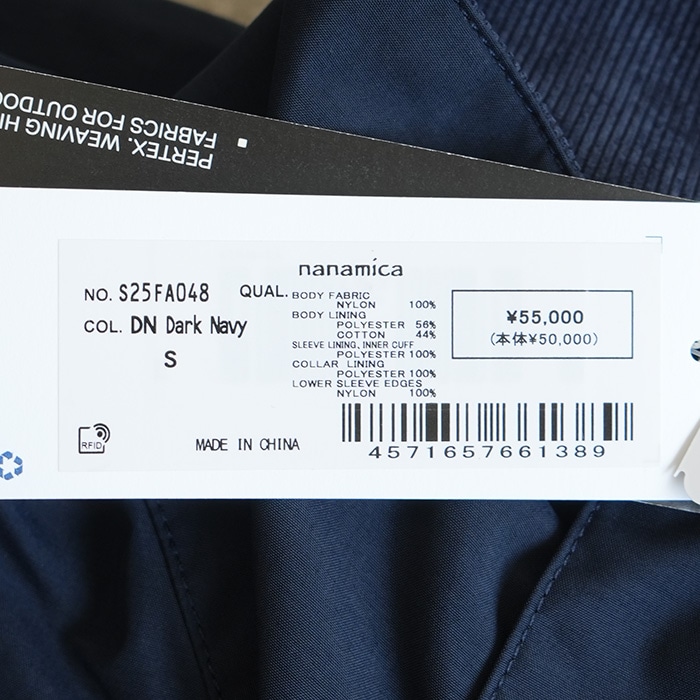 PERTEX. WEAVING
FABRICS FOR
nanamica
NO. S25FA048
COL. DN Dark Navy
S
QUAL. BODY FABRIC
NYLON 100%
BODY LINING
POLYESTER 56%
COTTON 44%
SLEEVE LINING, INNER CUFF
POLYESTER 100%
COLLAR LINING
POLYESTER 100%
LOWER SLEEVE EDGES
NYLON 100%
¥55,000
(本体¥50,000)
RFID
MADE IN CHINA
4571657661389